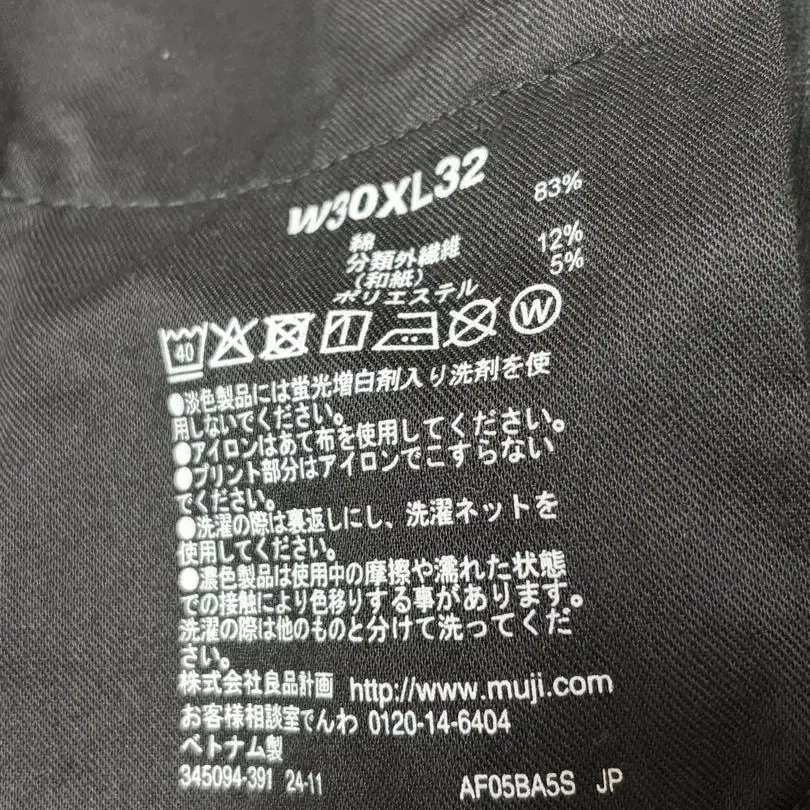 W30XL32
綿 83%
分類外繊維 12%
(和紙)
ポリエステル 5%
40 W
●淡色製品には蛍光増白剤入り洗剤を使
用しないでください。
●アイロンはあて布を使用してください。
●プリント部分はアイロンでこすらない
でください。
●洗濯の際は裏返しにし、洗濯ネットを
使用してください。
●濃色製品は使用中の摩擦や濡れた状態
での接触により色移りする事があります。
洗濯の際は他のものと分けて洗ってくだ
さい。
株式会社良品計画 http://www.muji.com
お客様相談室でんわ 0120-14-6404
ベトナム製
345094-391 24-11 AF05BA5S JP